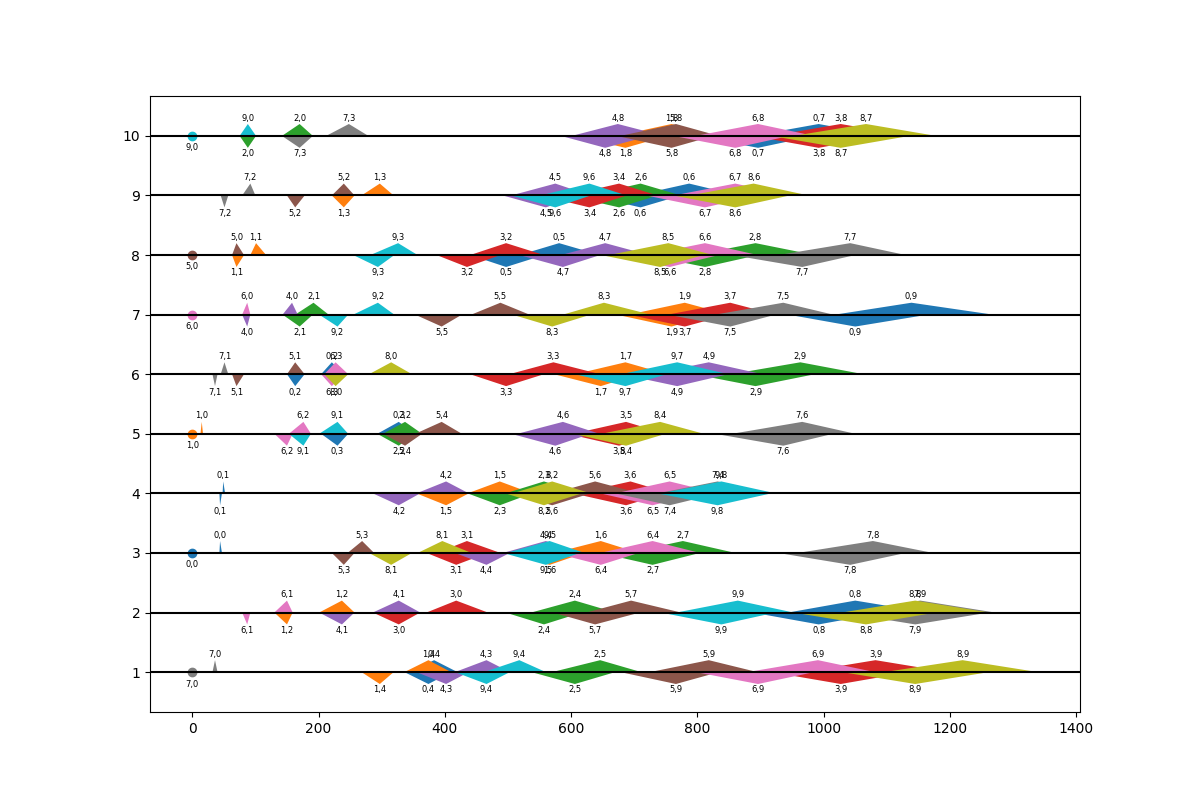 4,8 6,8 0,7 3,8 8,7
9,0 2,0 7,3
10
9,0 2,0 7,3 4,8 1,8 5,8 6,8 0,7 3,8 8,7
7,2 5,2 1,3 4,5 9,6 3,4 2,6 0,6 6,7 8,6
9
7,2 5,2 1,3 4,5 9,6 3,4 2,6 0,6 6,7 8,6
5,0 1,1 9,3 3,2 0,5 4,7 8,5 6,6 2,8 7,7
8
5,0 1,1 9,3 3,2 0,5 4,7 8,5 6,6 2,8 7,7
6,0 4,0 2,1 9,2 5,5 8,3 1,9 3,7 7,5 0,9
7
6,0 4,0 2,1 9,2 5,5 8,3 1,9 3,7 7,5 0,9
7,1 5,1 8,0 3,3 1,7 9,7 4,9 2,9
6
7,1 5,1 0,2 3,3 1,7 9,7 4,9 2,9
1,0 6,2 9,1 5,4 4,6 3,5 8,4 7,6
5
1,0 6,2 9,1 0,3 4,6 3,5 8,4 7,6
0,1 4,2 1,5 5,6 3,6 6,5
4
0,1 4,2 1,5 2,3 3,6 6,5 7,4 9,8
0,0 5,3 8,1 3,1 1,6 6,4 2,7 7,8
3
0,0 5,3 8,1 3,1 4,4 6,4 2,7 7,8
6,1 1,2 4,1 3,0 2,4 5,7 9,9 0,8
2
6,1 1,2 4,1 3,0 2,4 5,7 9,9 0,8 8,8 7,9
7,0 4,3 9,4 2,5 5,9 6,9 3,9 8,9
1
7,0 1,4 0,4 4,3 9,4 2,5 5,9 6,9 3,9 8,9
0 200 400 600 800 1000 1200 1400